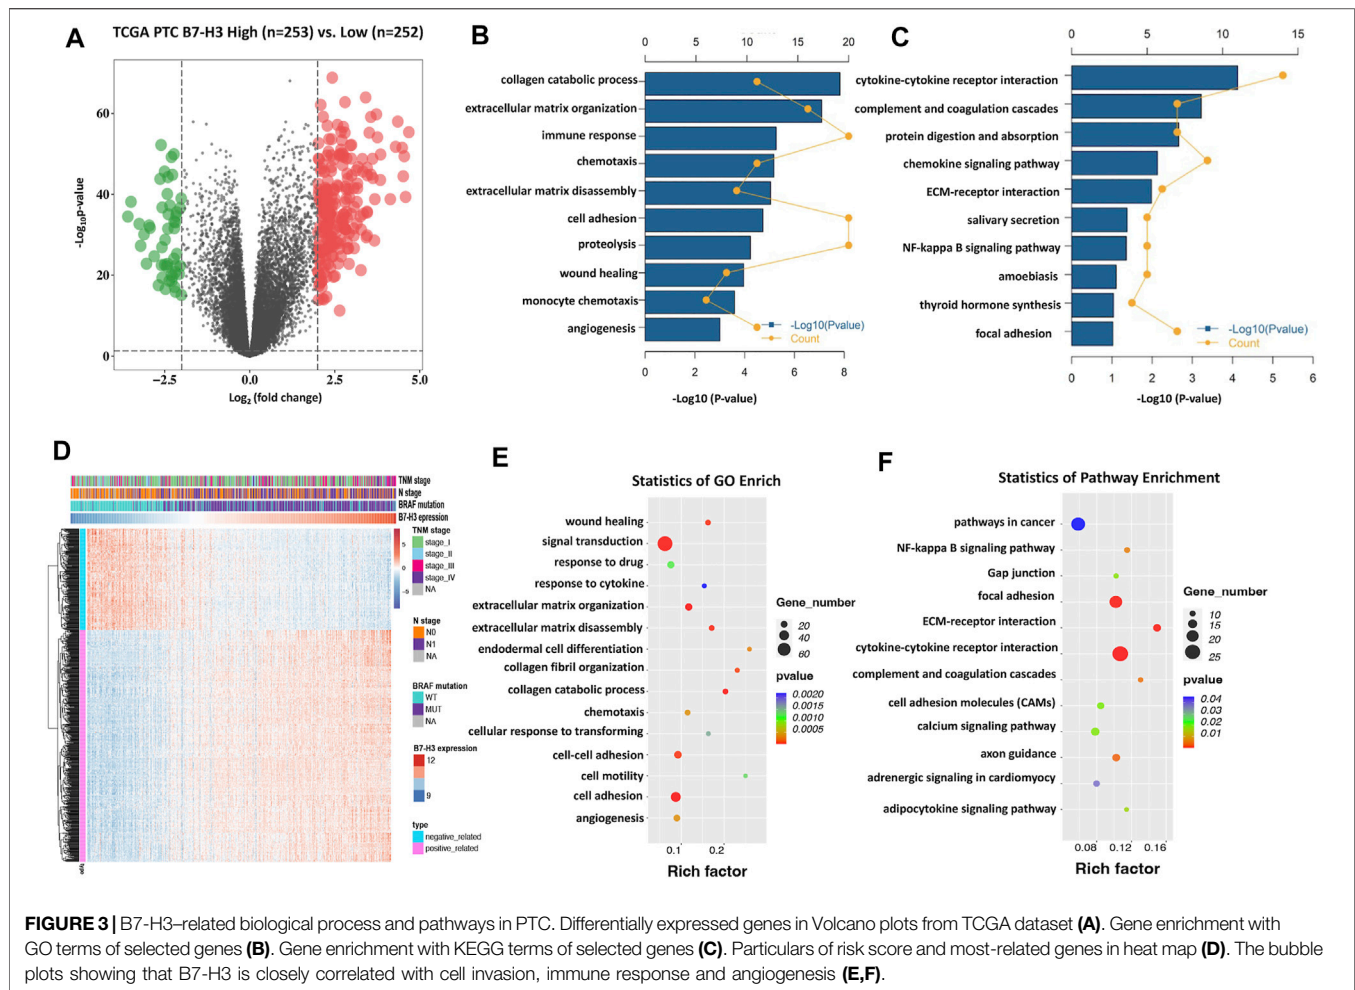 A
TCGA PTC B7-H3 High (n=253) vs. Low (n=252)
-Log10p-value
60
40
20
0
−2.5
0.0
2.5
5.0
Log2 (fold change)
B
0 5 10 15 20
collagen catabolic process
extracellular matrix organization
immune response
chemotaxis
extracellular matrix disassembly
cell adhesion
proteolysis
wound healing
monocyte chemotaxis
angiogenesis
-Log10(Pvalue)
Count
0 2 4 6 8
-Log10 (P-value)
C
0 5 10 15
cytokine-cytokine receptor interaction
complement and coagulation cascades
protein digestion and absorption
chemokine signaling pathway
ECM-receptor interaction
salivary secretion
NF-kappa B signaling pathway
amoebiasis
thyroid hormone synthesis
focal adhesion
-Log10(Pvalue)
Count
0 1 2 3 4 5 6
-Log10 (P-value)
D
TNM stage
N stage
BRAF mutation
B7-H3 epression
5
0
−5
TNM stage
stage_I
stage_II
stage_III
stage_IV
NA
N stage
N0
N1
NA
BRAF mutation
WT
MUT
NA
B7-H3 expression
12
9
type
negative_related
positive_related
type
E
Statistics of GO Enrich
wound healing
signal transduction
response to drug
response to cytokine
extracellular matrix organization
extracellular matrix disassembly
endodermal cell differentiation
collagen fibril organization
collagen catabolic process
chemotaxis
cellular response to transforming
cell-cell adhesion
cell motility
cell adhesion
angiogenesis
0.1 0.2
Rich factor
Gene_number
20
40
60
pvalue
0.0020
0.0015
0.0010
0.0005
F
Statistics of Pathway Enrichment
pathways in cancer
NF-kappa B signaling pathway
Gap junction
focal adhesion
ECM-receptor interaction
cytokine-cytokine receptor interaction
complement and coagulation cascades
cell adhesion molecules (CAMs)
calcium signaling pathway
axon guidance
adrenergic signaling in cardiomyocy
adipocytokine signaling pathway
0.08 0.12 0.16
Rich factor
Gene_number
10
15
20
25
pvalue
0.04
0.03
0.02
0.01
FIGURE 3 | B7-H3–related biological process and pathways in PTC. Differentially expressed genes in Volcano plots from TCGA dataset (A). Gene enrichment with
GO terms of selected genes (B). Gene enrichment with KEGG terms of selected genes (C). Particulars of risk score and most-related genes in heat map (D). The bubble
plots showing that B7-H3 is closely correlated with cell invasion, immune response and angiogenesis (E,F).